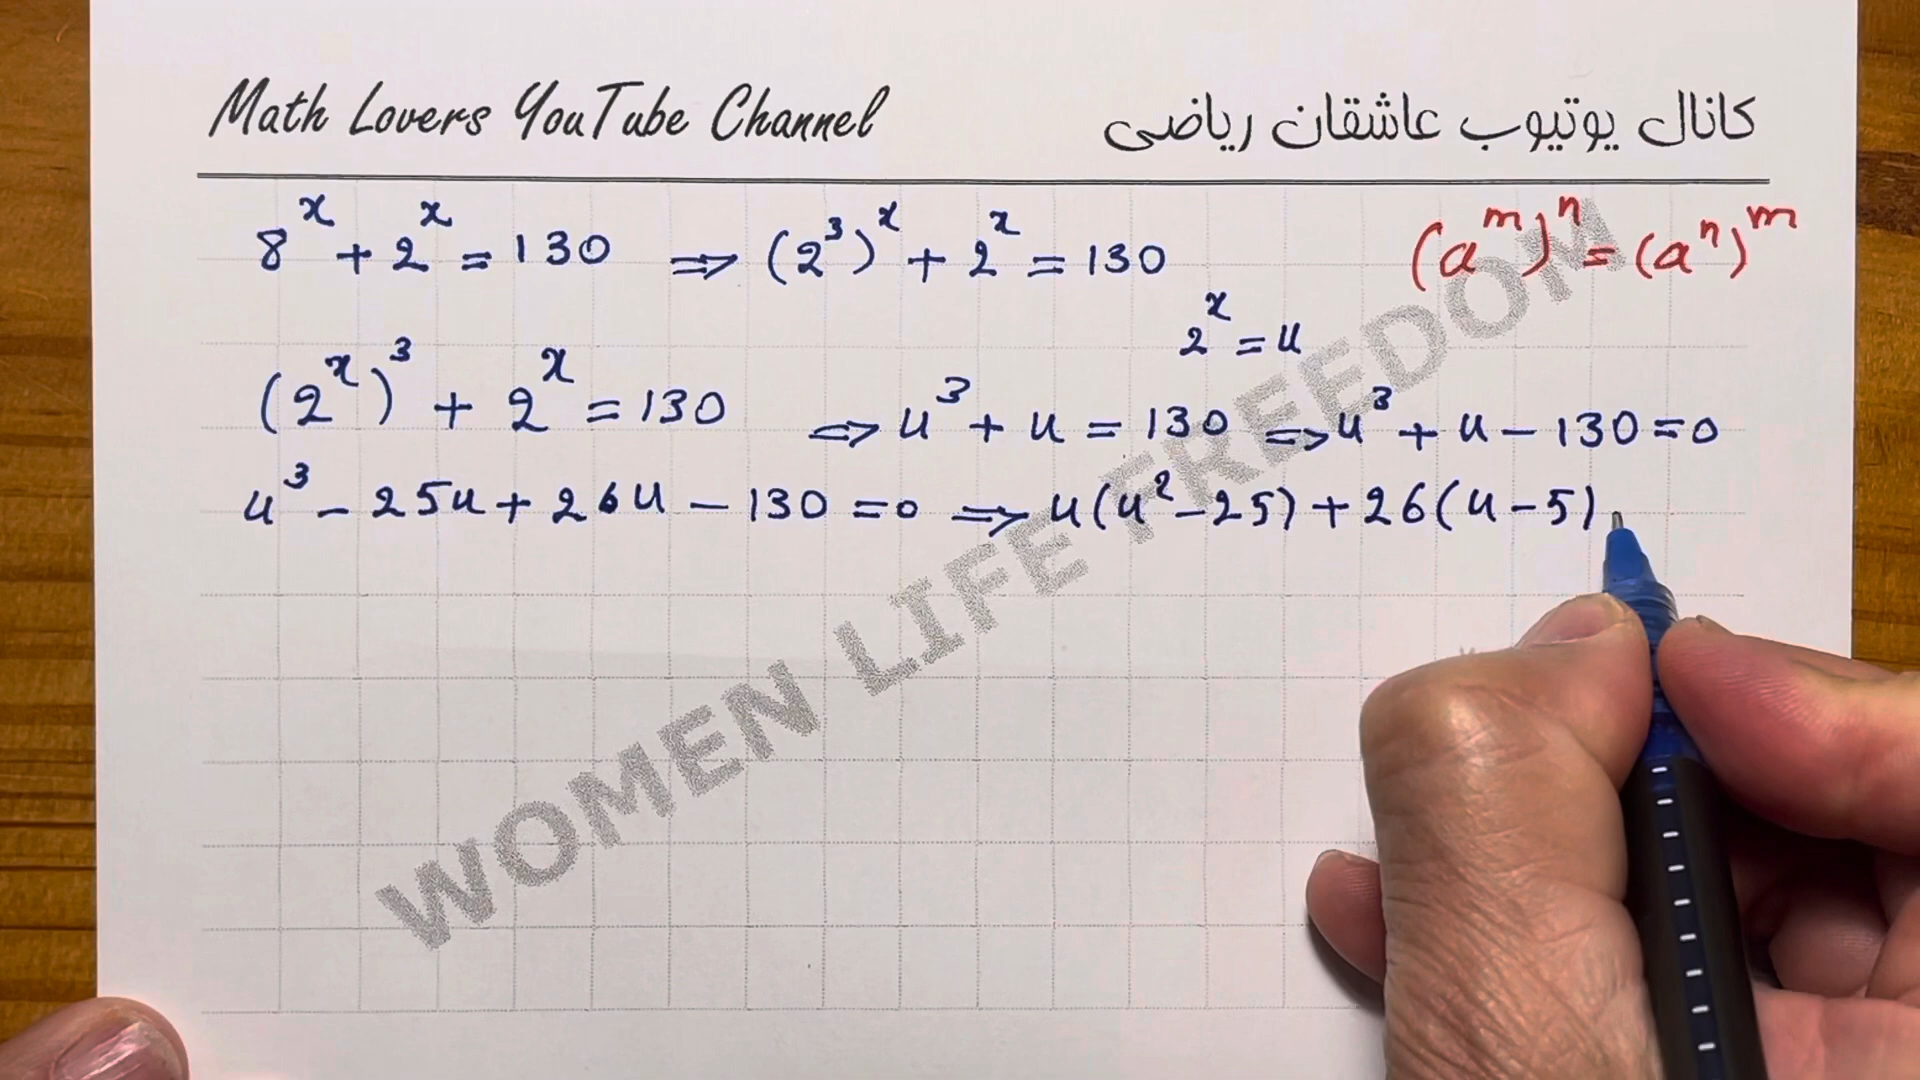 Math Lovers YouTube Channel کانال یوتیوب عاشقان ریاضی
8^x + 2^x = 130 ⇒ (2^3)^x + 2^x = 130 (a^m)^n = (a^n)^m
2^x = u
(2^x)^3 + 2^x = 130 ⇒ u^3 + u = 130 ⇒ u^3 + u - 130 = 0
u^3 - 25u + 26u - 130 = 0 ⇒ u(u^2 - 25) + 26(u - 5)
WOMEN LIFE FREEDOM